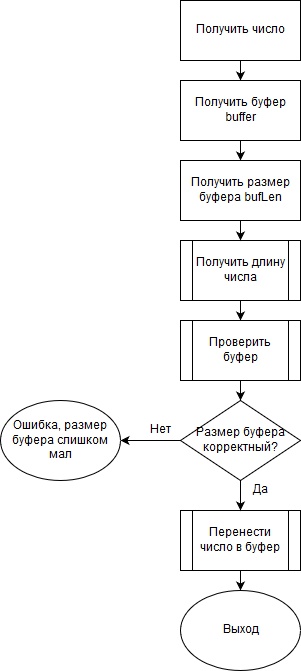 Получить число
Получить буфер
buffer
Получить размер
буфера bufLen
Получить длину
числа
Проверить
буфер
Размер буфера
корректный?
Нет
Ошибка, размер
буфера слишком
мал
Да
Перенести
число в буфер
Выход